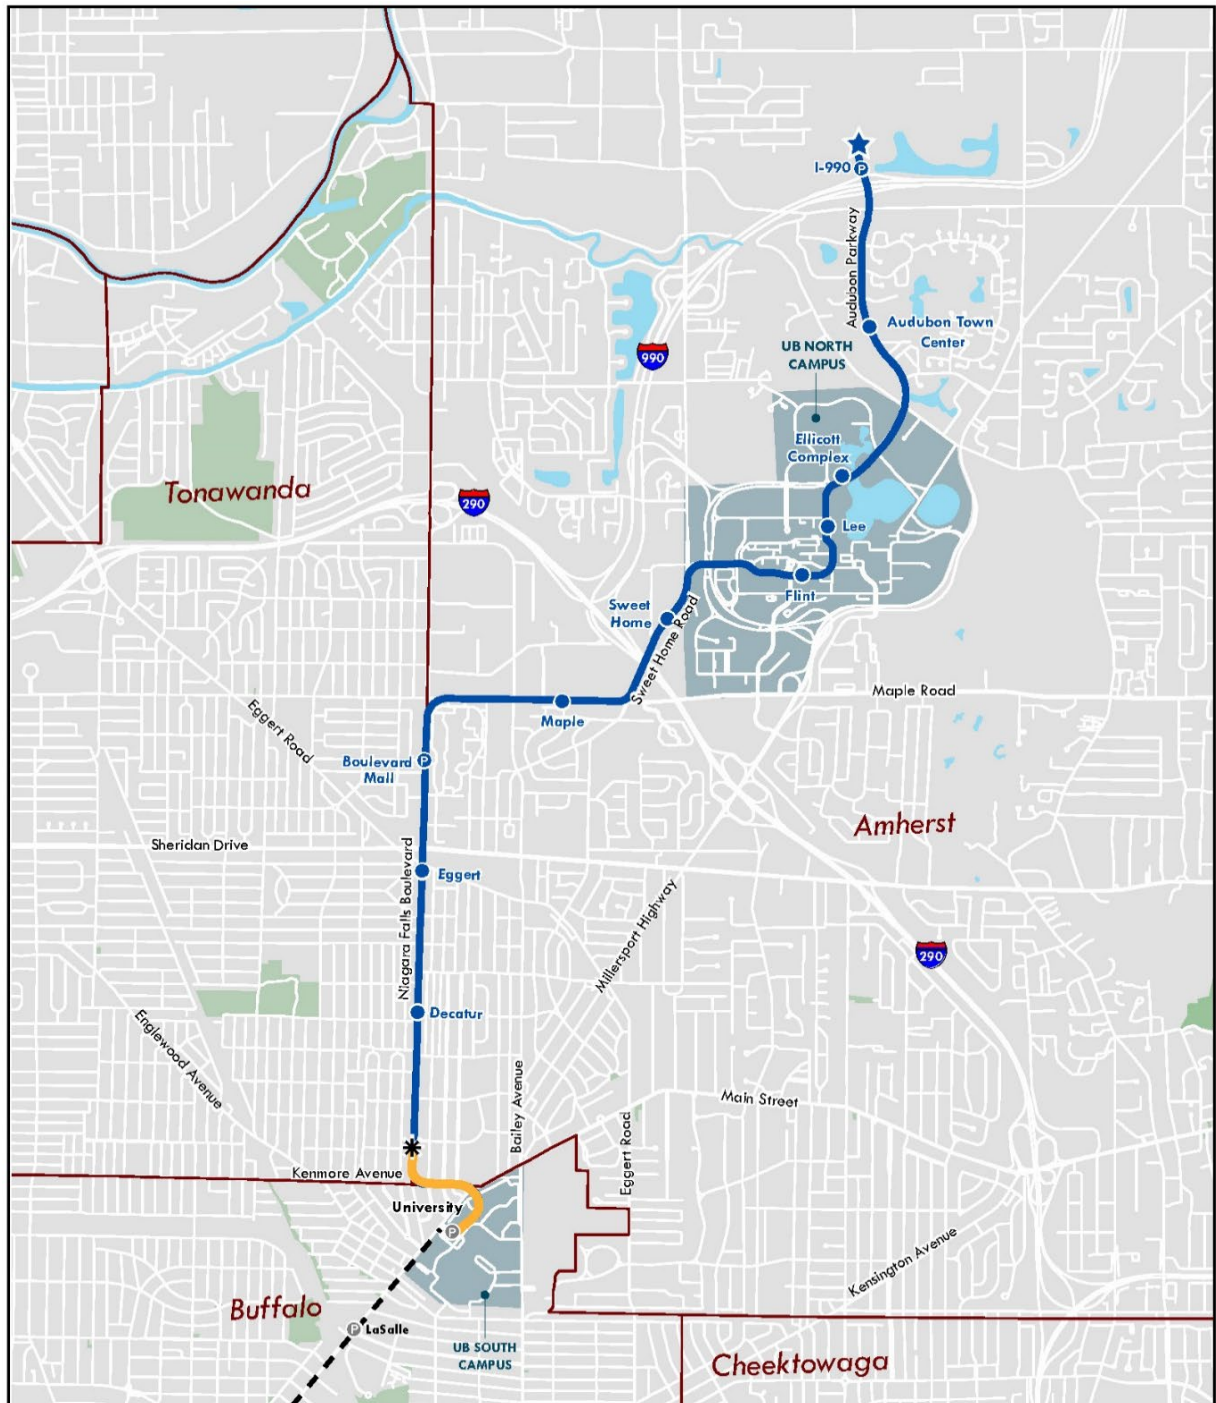 I-990
P
Audubon Parkway
Audubon Town
Center
UB NORTH
CAMPUS
990
Ellicott
Complex
Tonawanda
290
Lee
Flint
Sweet
Home
Sweet Home Road
Maple Road
Maple
Eggert Road
Boulevard
Mall
P
Amherst
Sheridan Drive
Niagara Falls Boulevard
Eggert
Millersport Highway
290
Decatur
Englewood Avenue
Bailey Avenue
Main Street
Eggert Road
Kenmore Avenue
University
P
Kensington Avenue
Buffalo
P
LaSalle
UB SOUTH
CAMPUS
Cheektowaga